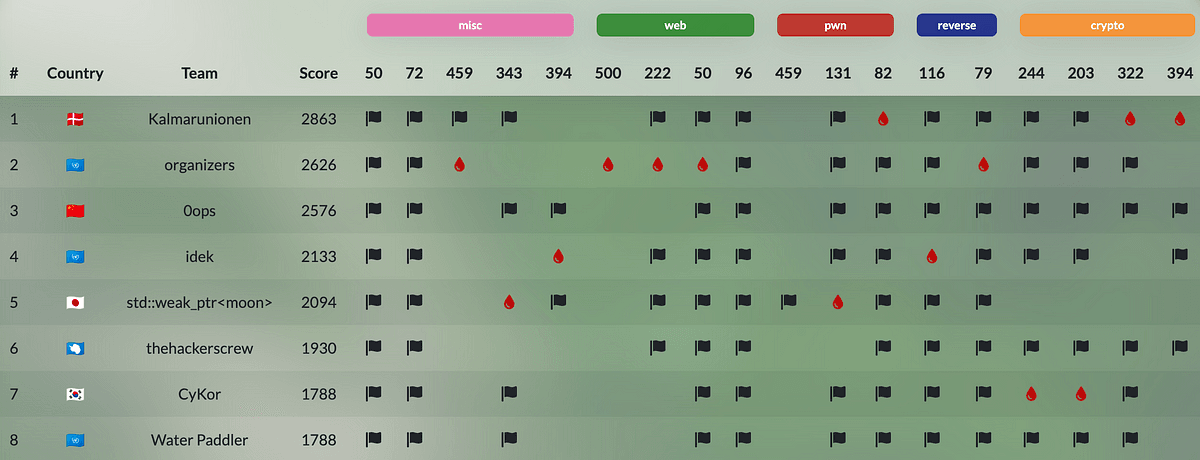 misc web pwn reverse crypto
# Country Team Score 50 72 459 343 394 500 222 50 96 459 131 82 116 79 244 203 322 394
1 Kalmarunionen 2863
2 organizers 2626
3 0ops 2576
4 idek 2133
5 std::weak_ptr<moon> 2094
6 thehackerscrew 1930
7 CyKor 1788
8 Water Paddler 1788